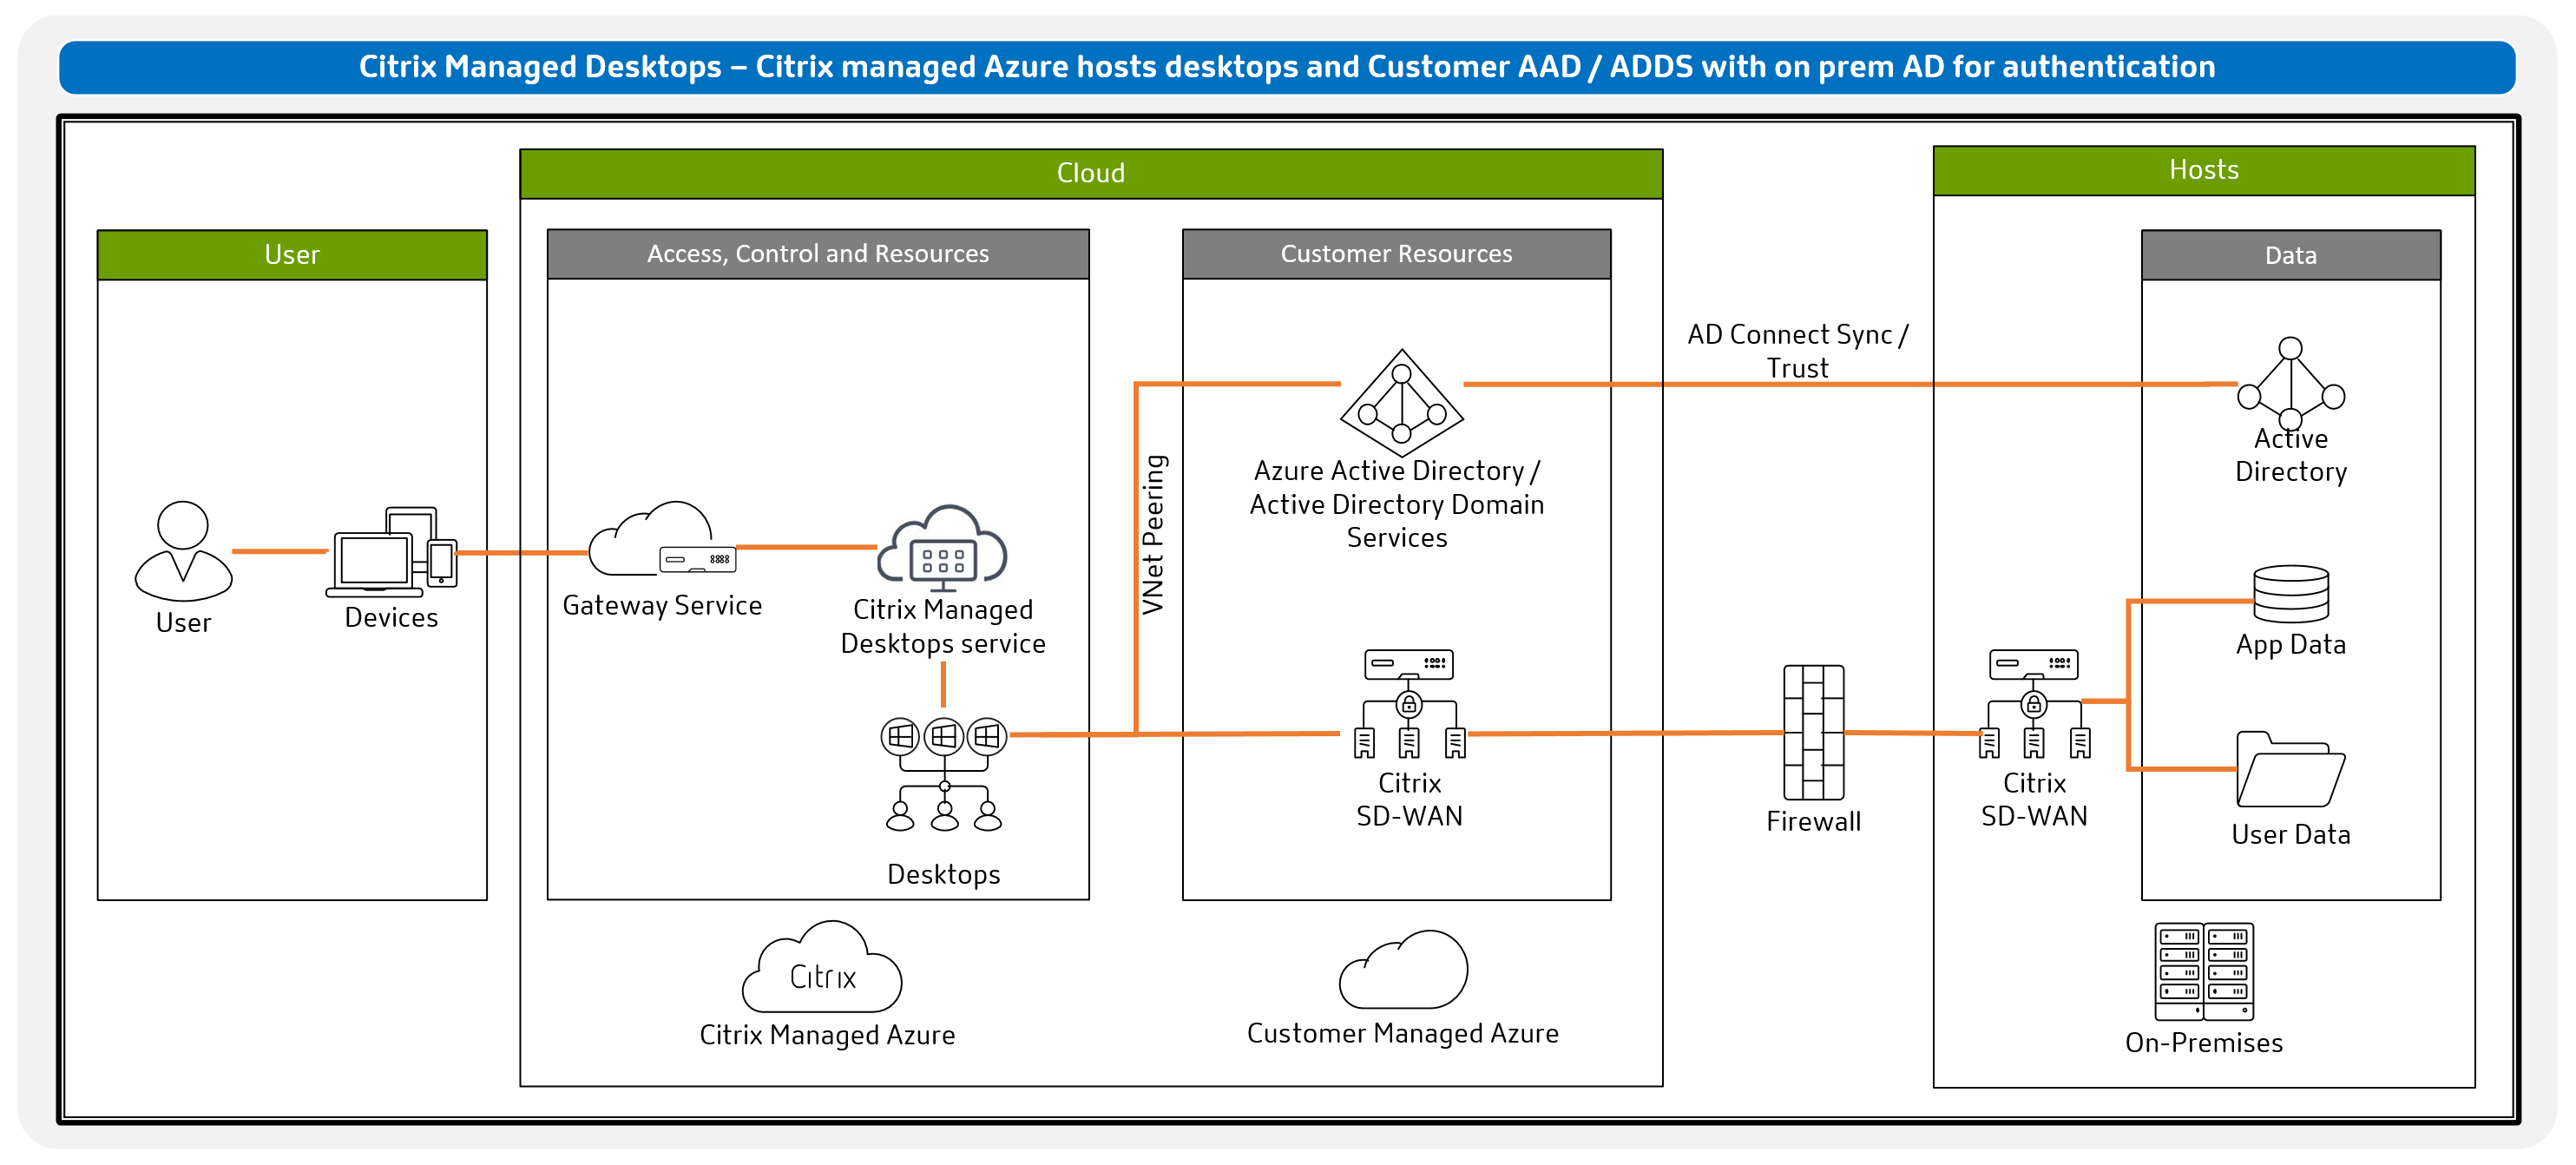 Citrix Managed Desktops – Citrix managed Azure hosts desktops and Customer AAD / ADDS with on prem AD for authentication
Cloud
Hosts
User
Access, Control and Resources
Customer Resources
Data
AD Connect Sync /
Trust
Active
Directory
Azure Active Directory /
Active Directory Domain
Services
VNet Peering
User
Devices
Gateway Service
Citrix Managed
Desktops service
App Data
Citrix
SD-WAN
Firewall
Citrix
SD-WAN
User Data
Desktops
Citrix
Citrix Managed Azure
Customer Managed Azure
On-Premises